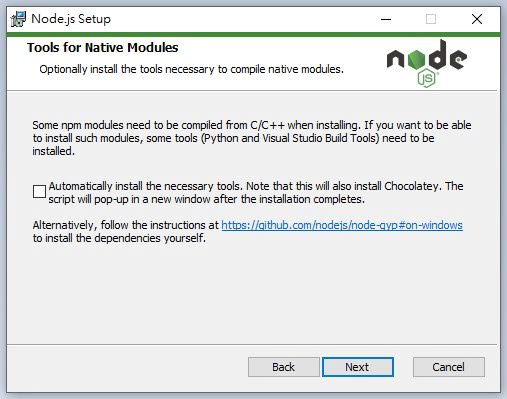 Node.js Setup
Tools for Native Modules
Optionally install the tools necessary to compile native modules.
node
JS
Some npm modules need to be compiled from C/C++ when installing. If you want to be able
to install such modules, some tools (Python and Visual Studio Build Tools) need to be
installed.
Automatically install the necessary tools. Note that this will also install Chocolatey. The
script will pop-up in a new window after the installation completes.
Alternatively, follow the instructions at https://github.com/nodejs/node-gyp#on-windows
to install the dependencies yourself.
Back Next Cancel